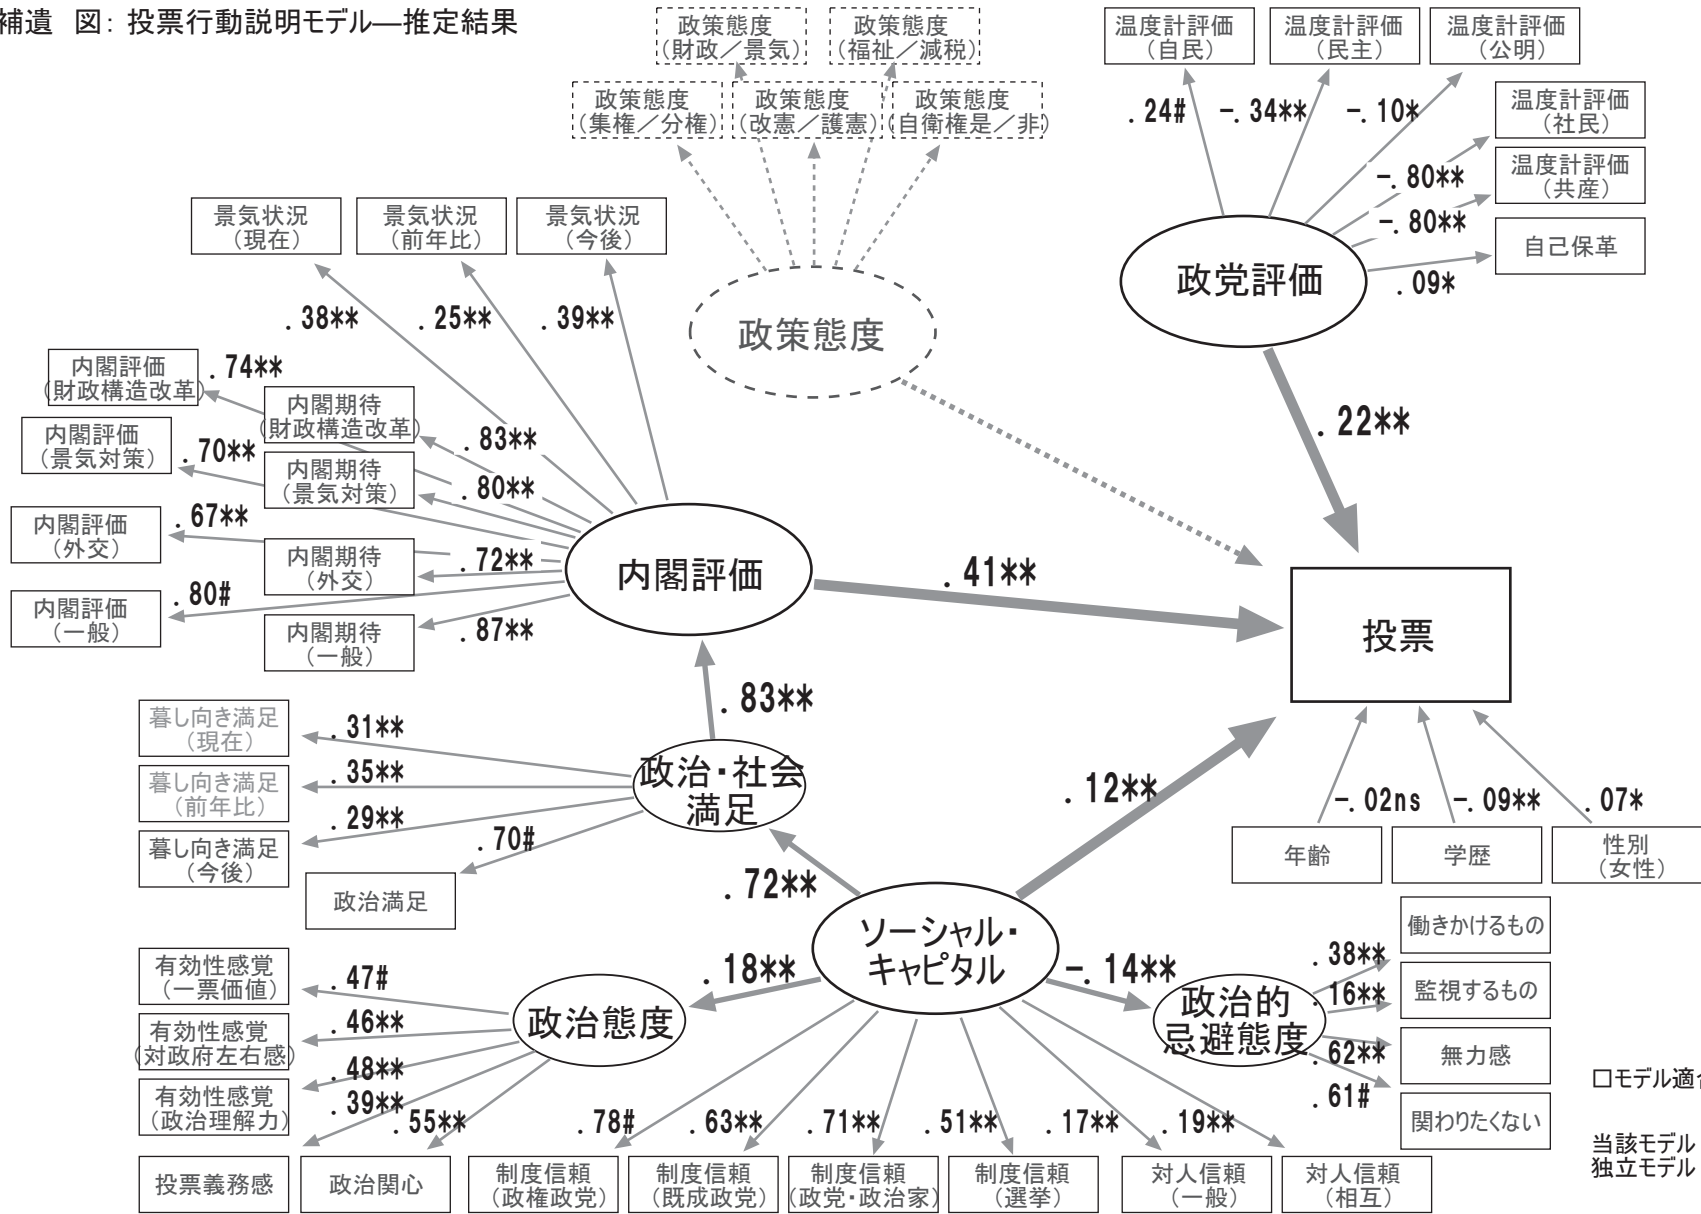 補遺 図: 投票行動説明モデル―推定結果
政策態度
(財政／景気)
政策態度
(福祉／減税)
温度計評価
(自民)
温度計評価
(民主)
温度計評価
(公明)
政策態度
(集権／分権)
政策態度
(改憲／護憲)
政策態度
(自衛権是／非)
温度計評価
(社民)
.24#
-.34**
-.10*
温度計評価
(共産)
-.80**
-.80**
自己保革
.09*
政党評価
景気状況
(現在)
景気状況
(前年比)
景気状況
(今後)
.38**
.25**
.39**
政策態度
内閣評価
(財政構造改革)
.74**
内閣期待
(財政構造改革)
.83**
内閣評価
(景気対策)
.70**
内閣期待
(景気対策)
.80**
.22**
内閣評価
(外交)
.67**
内閣期待
(外交)
.72**
内閣評価
.41**
内閣評価
(一般)
.80#
内閣期待
(一般)
.87**
投票
.83**
暮し向き満足
(現在)
.31**
暮し向き満足
(前年比)
.35**
政治・社会
満足
.12**
暮し向き満足
(今後)
.29**
.70#
政治満足
-.02ns
-.09**
.07*
年齢
学歴
性別
(女性)
.72**
ソーシャル・
キャピタル
働きかけるもの
.38**
有効性感覚
(一票価値)
.47#
.18**
-.14**
監視するもの
.16**
有効性感覚
(対政府左右感)
.46**
政治態度
政治的
忌避態度
無力感
.62**
有効性感覚
(政治理解力)
.48**
.39**
.61#
関わりたくない
ロモデル適合
.55**
.78#
.63**
.71**
.51**
.17**
.19**
投票義務感
政治関心
制度信頼
(政権政党)
制度信頼
(既成政党)
制度信頼
(政党・政治家)
制度信頼
(選挙)
対人信頼
(一般)
対人信頼
(相互)
当該モデル
独立モデル